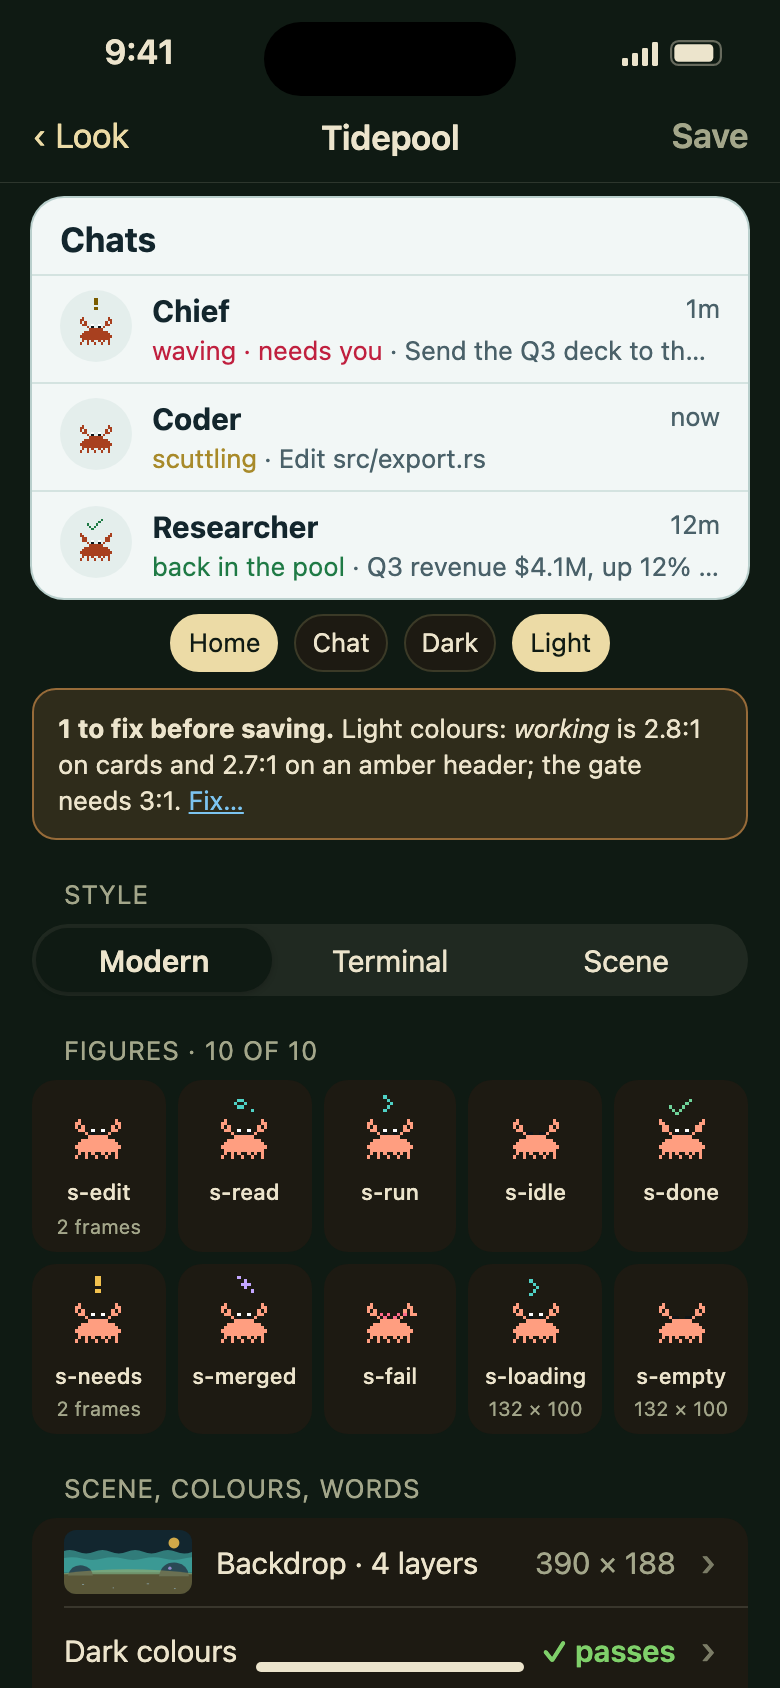 9:41
‹ Look
Tidepool
Save
Chats
Chief
1m
waving · needs you · Send the Q3 deck to th...
Coder
now
scuttling · Edit src/export.rs
Researcher
12m
back in the pool · Q3 revenue $4.1M, up 12% ...
Home
Chat
Dark
Light
1 to fix before saving. Light colours: working is 2.8:1
on cards and 2.7:1 on an amber header; the gate
needs 3:1. Fix...
STYLE
Modern
Terminal
Scene
FIGURES · 10 OF 10
s-edit
s-read
s-run
s-idle
s-done
2 frames
s-needs
s-merged
s-fail
s-loading
s-empty
2 frames
132 × 100
132 × 100
SCENE, COLOURS, WORDS
Backdrop · 4 layers
390 × 188 ›
Dark colours
✓ passes ›